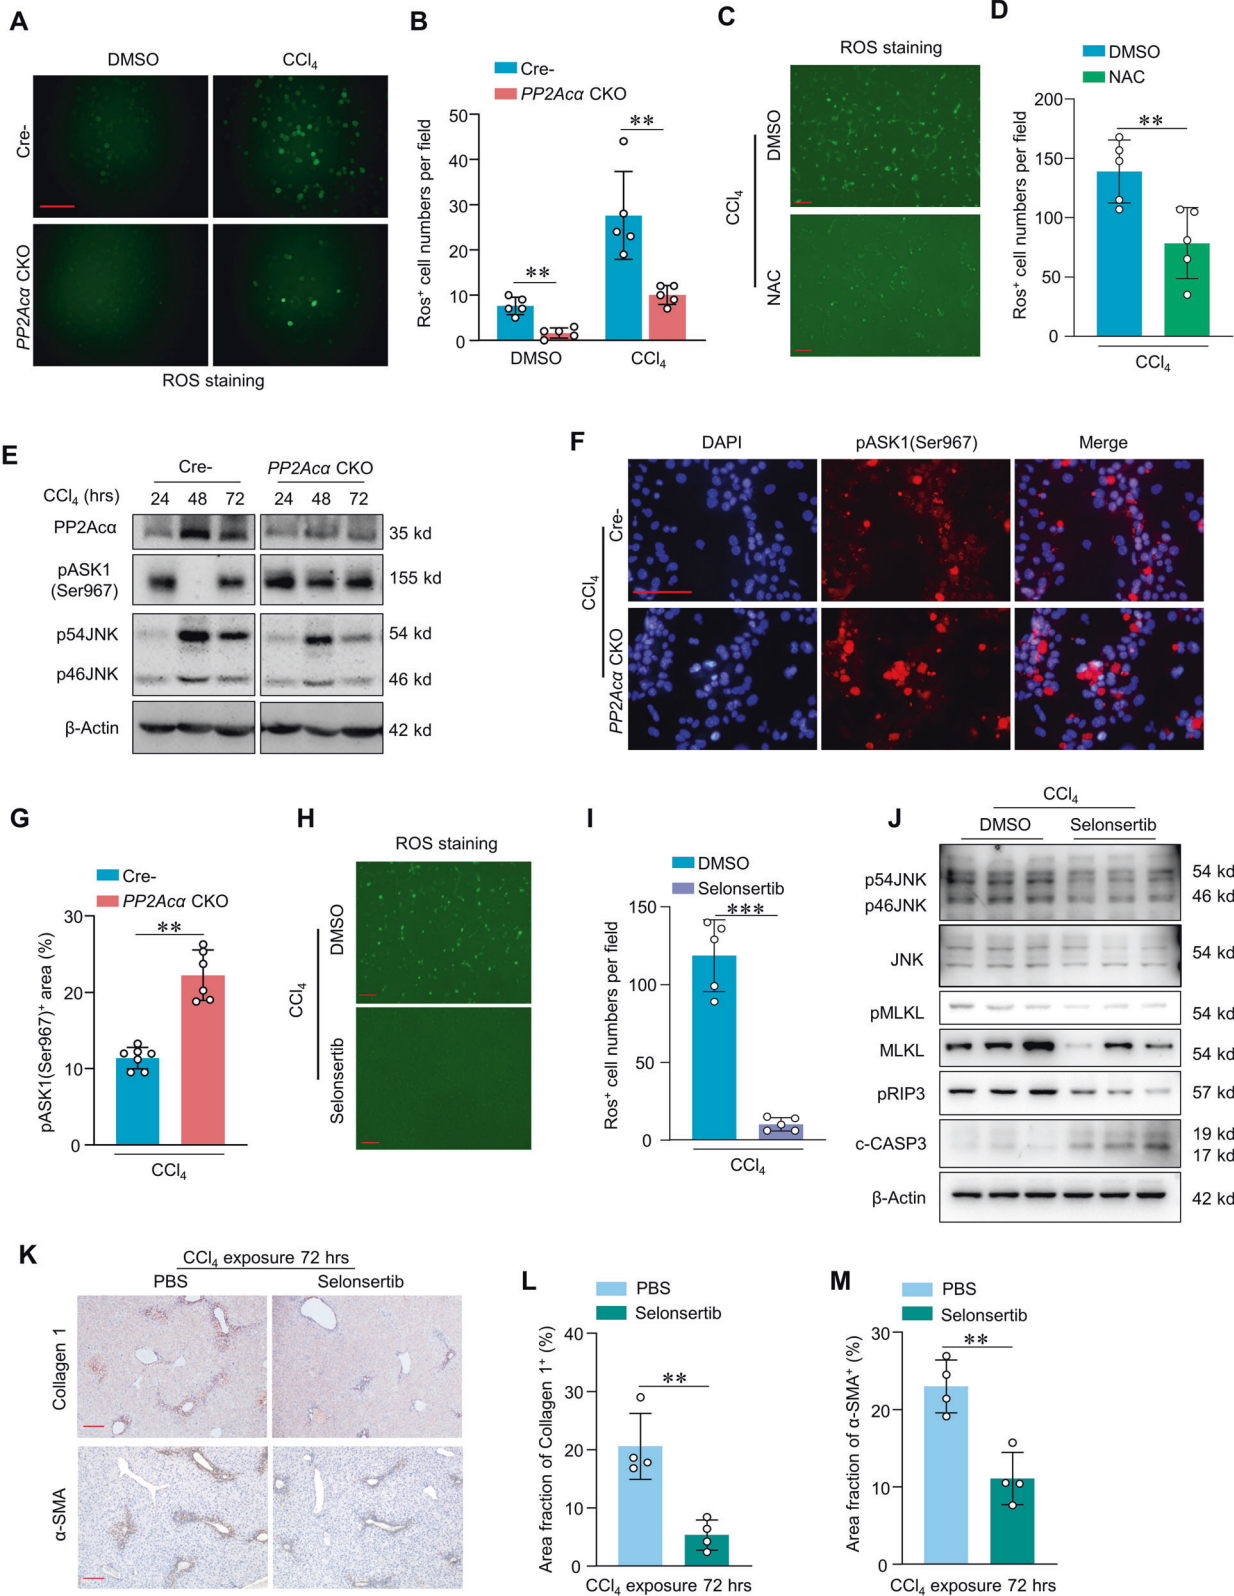 A
DMSO
CCl₄
Cre-
PP2Acα CKO
ROS staining
B
Cre-
PP2Acα CKO
Ros⁺ cell numbers per field
50
40
30
20
10
0
**
**
DMSO
CCl₄
C
ROS staining
CCl₄
DMSO
NAC
D
DMSO
NAC
Ros⁺ cell numbers per field
200
150
100
50
0
**
CCl₄
E
Cre-
PP2Acα CKO
CCl₄ (hrs)
24 48 72 24 48 72
PP2Acα
35 kd
pASK1
(Ser967)
155 kd
p54JNK
54 kd
p46JNK
46 kd
β-Actin
42 kd
F
DAPI
pASK1(Ser967)
Merge
CCl₄
Cre-
PP2Acα CKO
G
Cre-
PP2Acα CKO
pASK1(Ser967)⁺ area (%)
30
20
10
0
**
CCl₄
H
ROS staining
CCl₄
DMSO
Selonsertib
I
DMSO
Selonsertib
Ros⁺ cell numbers per field
150
100
50
0
***
CCl₄
J
CCl₄
DMSO
Selonsertib
p54JNK
54 kd
p46JNK
46 kd
JNK
54 kd
pMLKL
54 kd
MLKL
54 kd
pRIP3
57 kd
c-CASP3
19 kd
17 kd
β-Actin
42 kd
K
CCl₄ exposure 72 hrs
PBS
Selonsertib
Collagen 1
α-SMA
L
PBS
Selonsertib
Area fraction of Collagen 1⁺ (%)
40
30
20
10
0
**
CCl₄ exposure 72 hrs
M
PBS
Selonsertib
Area fraction of α-SMA⁺ (%)
30
20
10
0
**
CCl₄ exposure 72 hrs